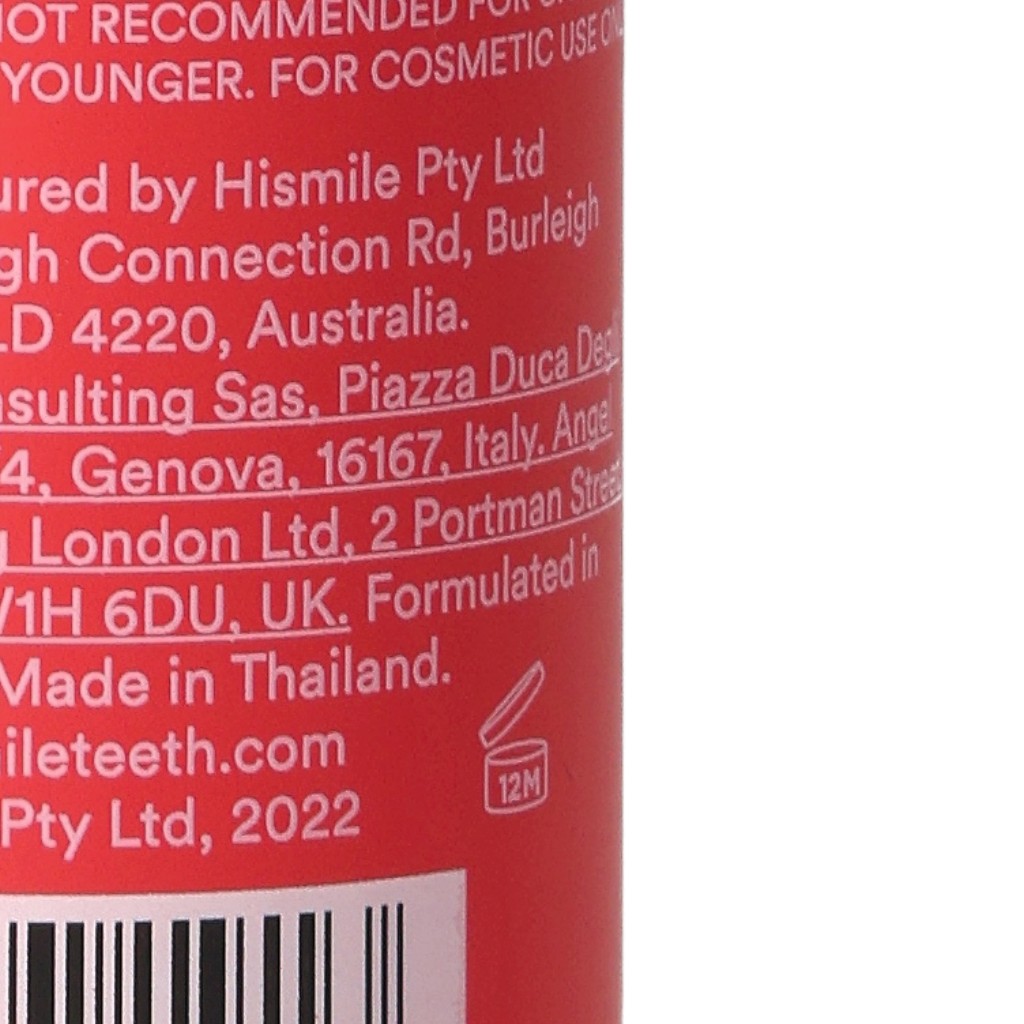 NOT RECOMMENDED FOR
YOUNGER. FOR COSMETIC USE
ured by Hismile Pty Ltd
gh Connection Rd, Burleigh
LD 4220, Australia.
nsulting Sas, Piazza Duca Deg
4, Genova, 16167, Italy. Angel
g London Ltd, 2 Portman Street
W1H 6DU, UK. Formulated in
Made in Thailand.
ileteeth.com
Pty Ltd, 2022
12M